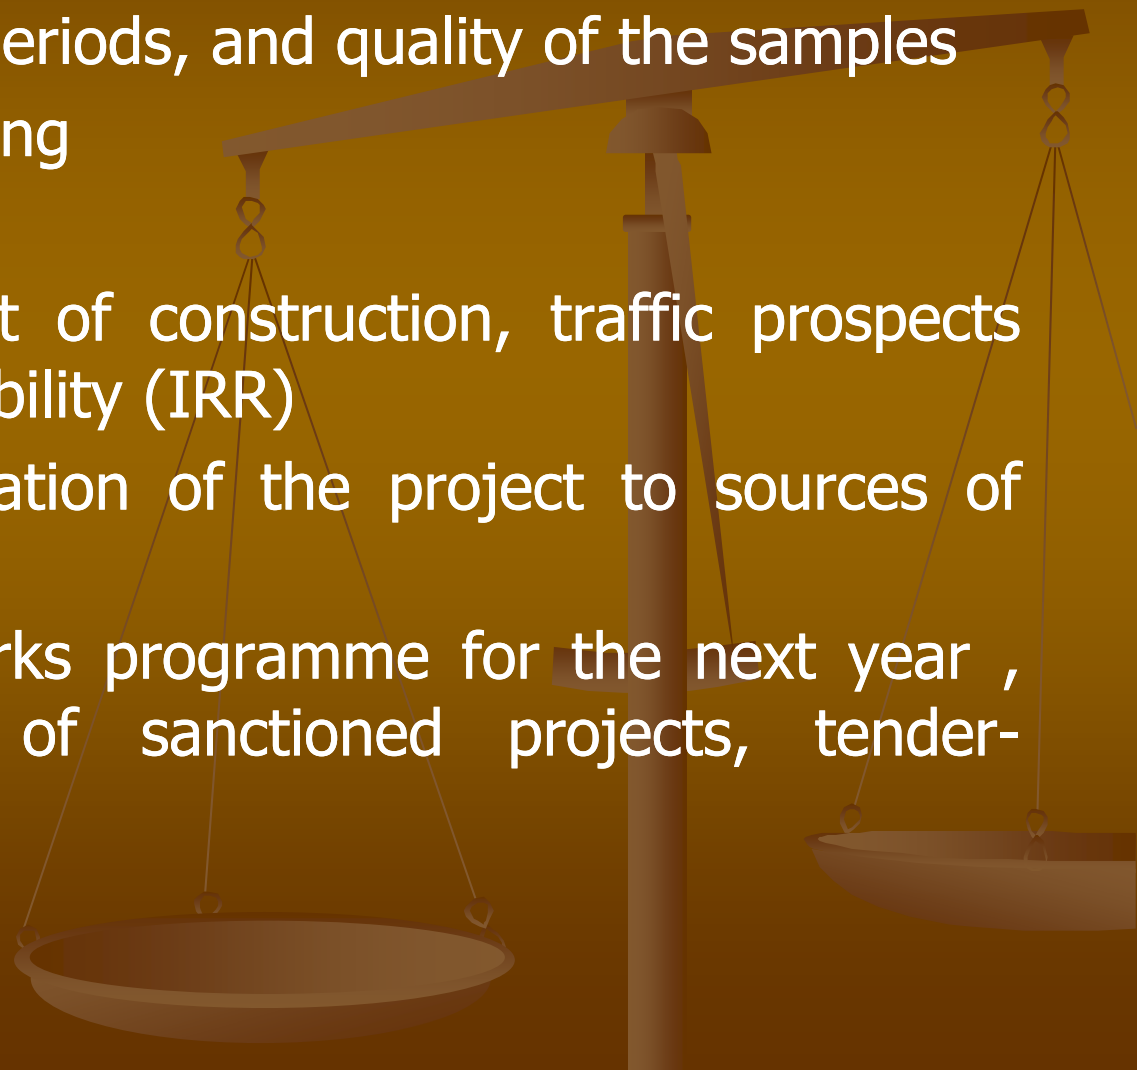 eriods, and quality of the samples
ng
t of construction, traffic prospects
bility (IRR)
ation of the project to sources of
rks programme for the next year ,
of sanctioned projects, tender-